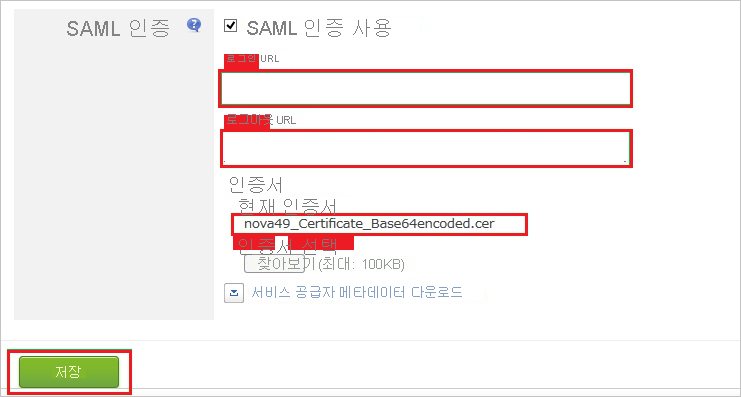 SAML 인증
SAML 인증 사용
로그인 URL
로그아웃 URL
인증서
현재 인증서
nova49_Certificate_Base64encoded.cer
인증서 선택
찾아보기 (최대: 100KB)
서비스 공급자 메타데이터 다운로드
저장